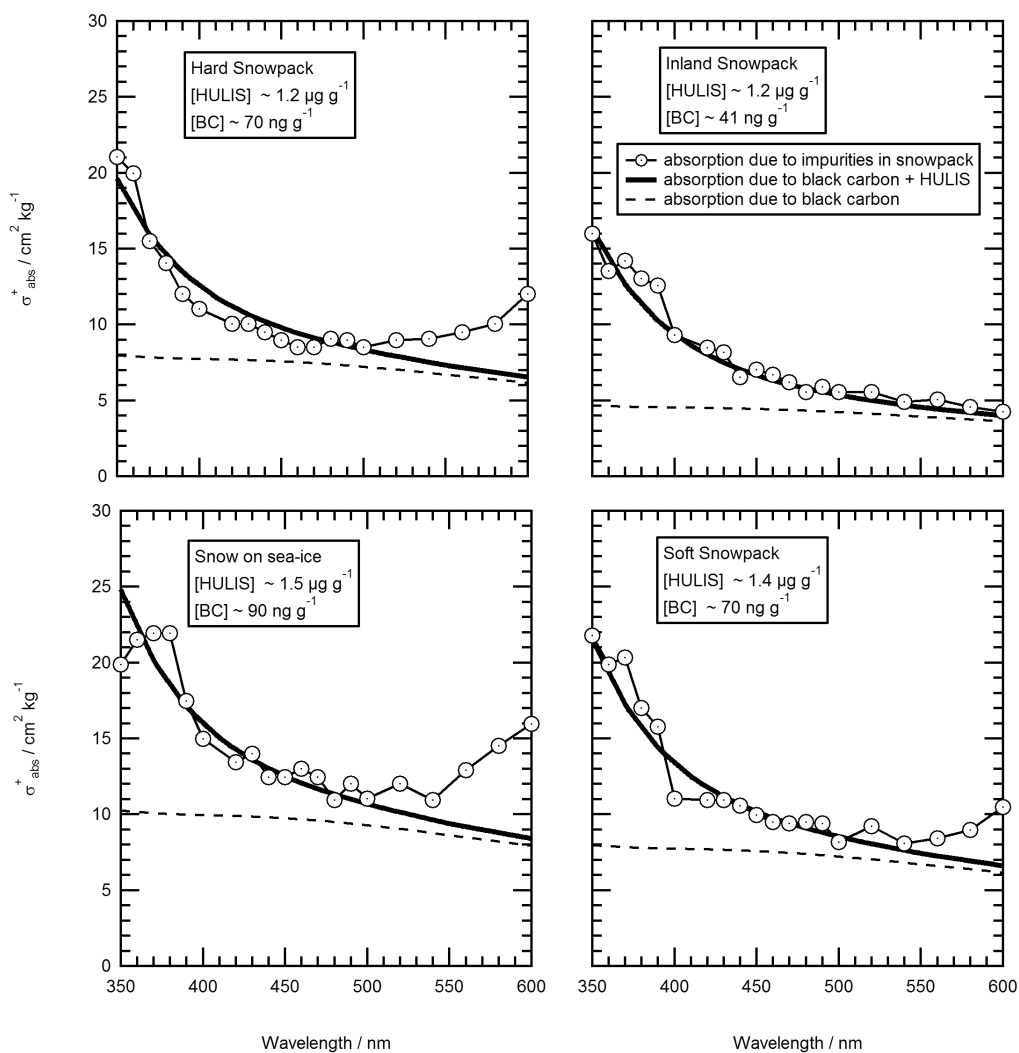 30
25
20
15
10
5
0
σ⁺abs / cm² kg⁻¹
Hard Snowpack
[HULIS] ~ 1.2 µg g⁻¹
[BC] ~ 70 ng g⁻¹
Inland Snowpack
[HULIS] ~ 1.2 µg g⁻¹
[BC] ~ 41 ng g⁻¹
absorption due to impurities in snowpack
absorption due to black carbon + HULIS
absorption due to black carbon
30
25
20
15
10
5
0
σ⁺abs / cm² kg⁻¹
Snow on sea-ice
[HULIS] ~ 1.5 µg g⁻¹
[BC] ~ 90 ng g⁻¹
Soft Snowpack
[HULIS] ~ 1.4 µg g⁻¹
[BC] ~ 70 ng g⁻¹
350 400 450 500 550 600
350 400 450 500 550 600
Wavelength / nm
Wavelength / nm